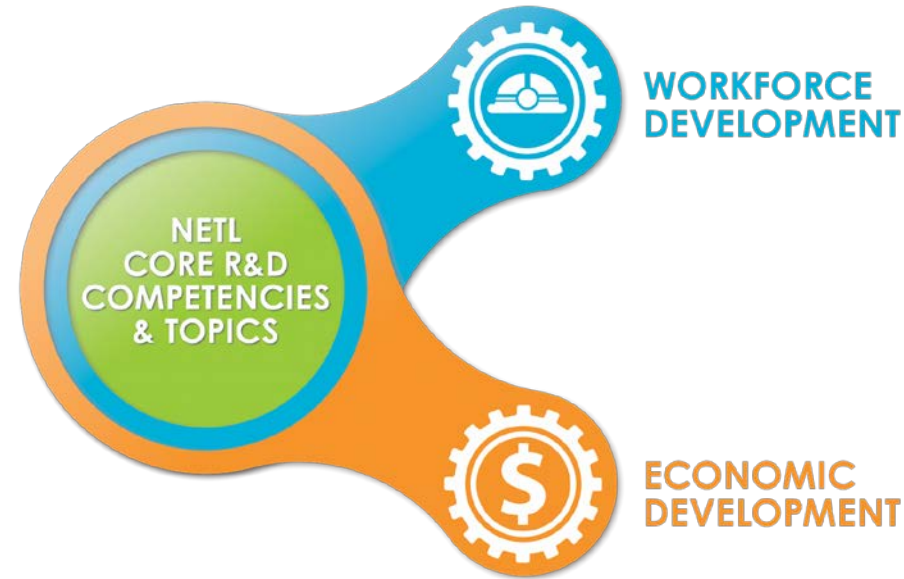 WORKFORCE
DEVELOPMENT
NETL
CORE R&D
COMPETENCIES
& TOPICS
$
ECONOMIC
DEVELOPMENT